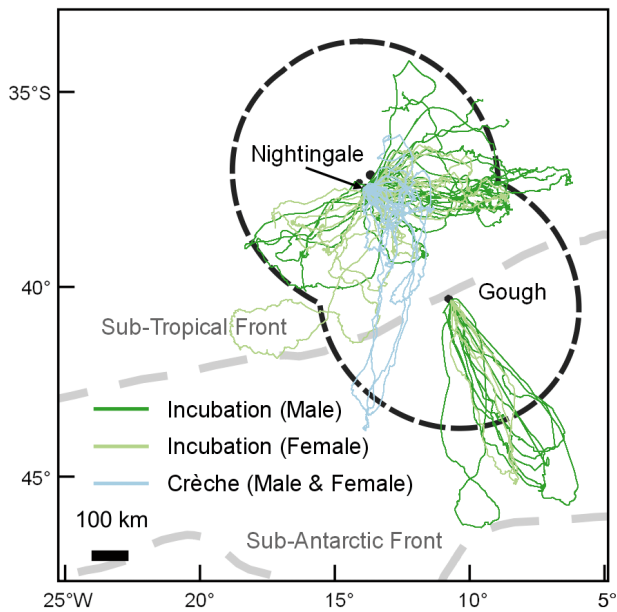 35°S
Nightingale
40°
Gough
Sub-Tropical Front
Incubation (Male)
Incubation (Female)
45°
Crèche (Male & Female)
100 km
Sub-Antarctic Front
25°W
20°
15°
10°
5°